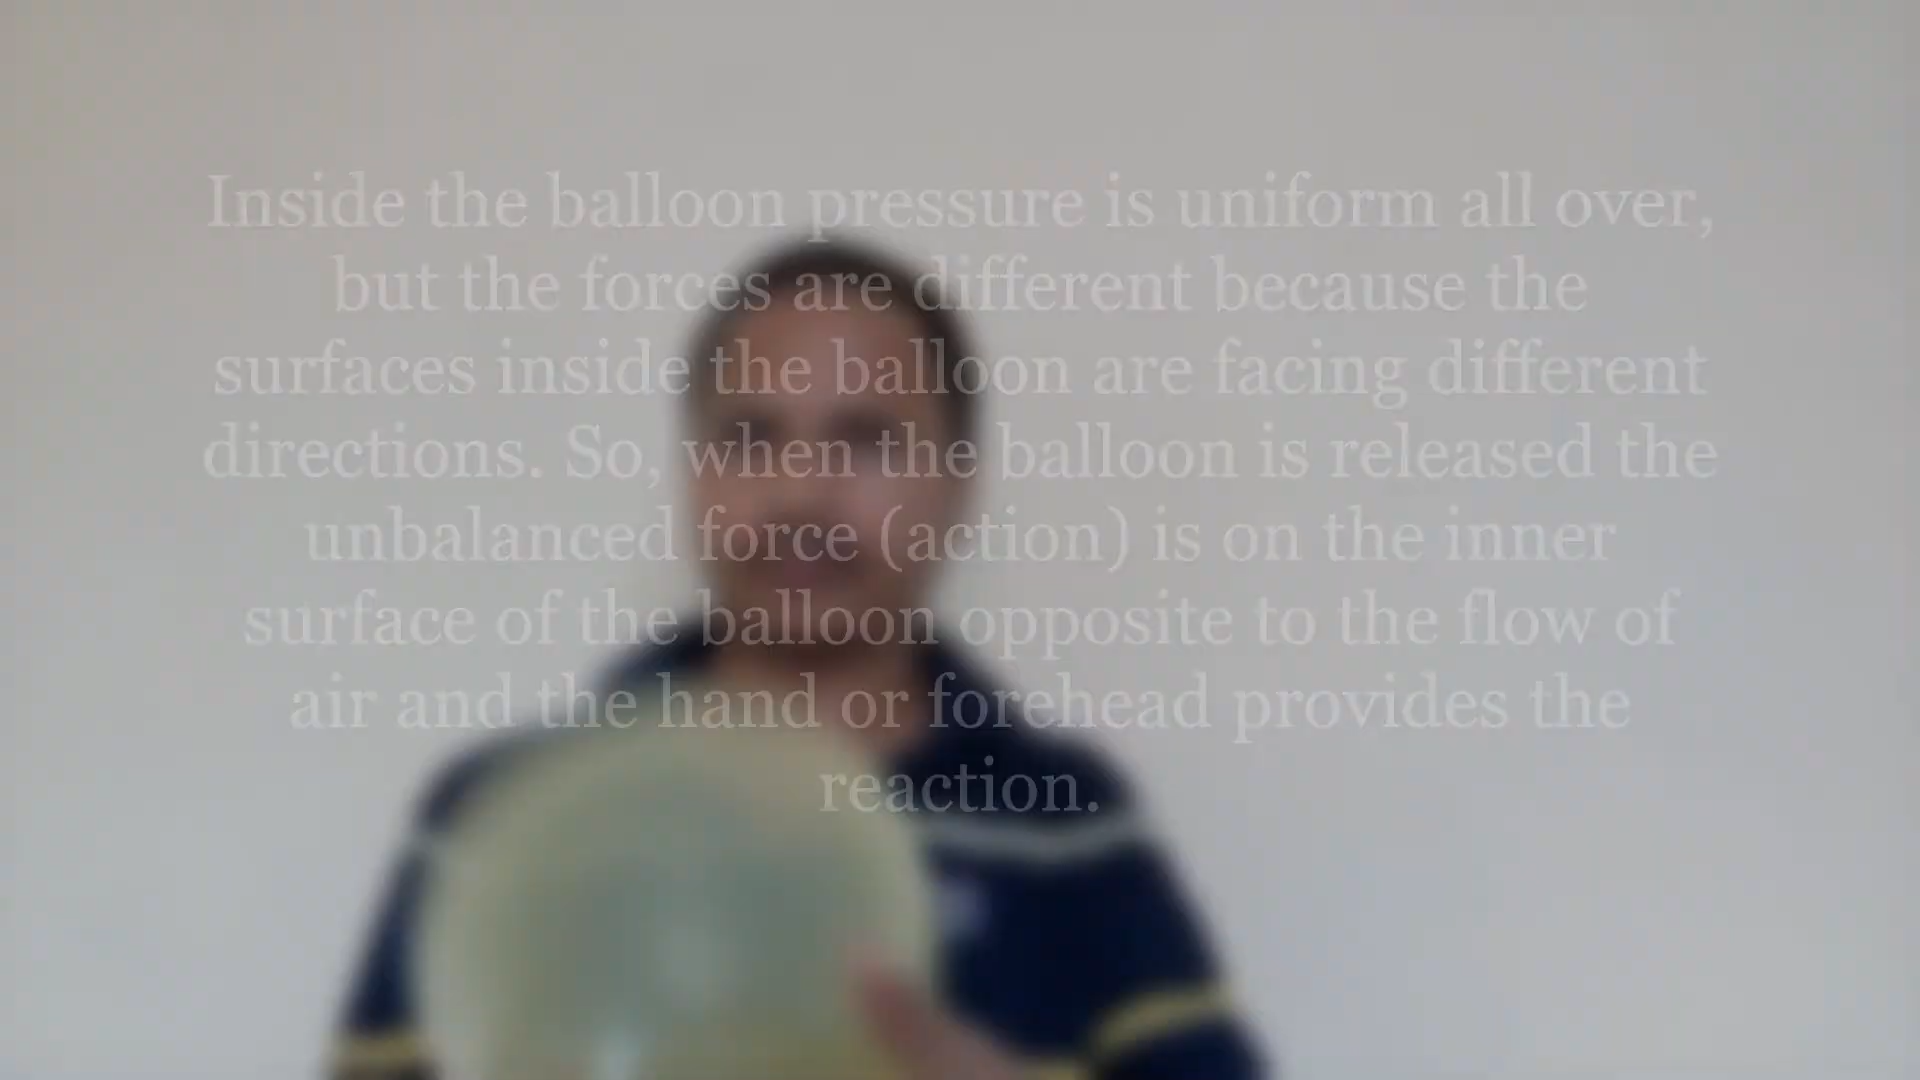 Inside the balloon pressure is uniform all over,
but the forces are different because the
surfaces inside the balloon are facing different
directions. So, when the balloon is released the
unbalanced force (action) is on the inner
surface of the balloon opposite to the flow of
air and the hand or forehead provides the
reaction.